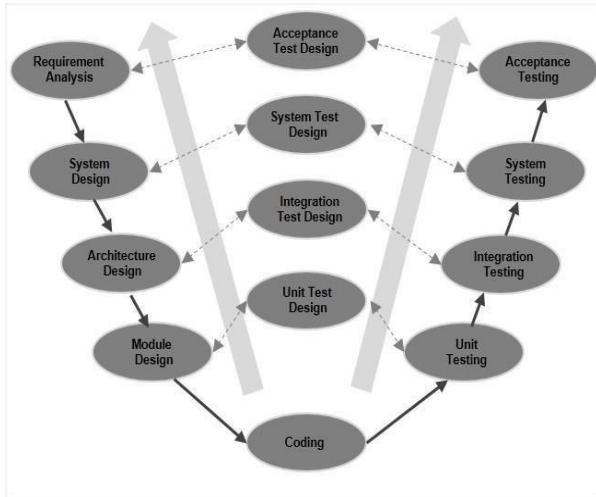 Acceptance
Test Design
Requirement
Analysis
Acceptance
Testing
System Test
Design
System
Design
System
Testing
Integration
Test Design
Architecture
Design
Integration
Testing
Unit Test
Design
Module
Design
Unit
Testing
Coding